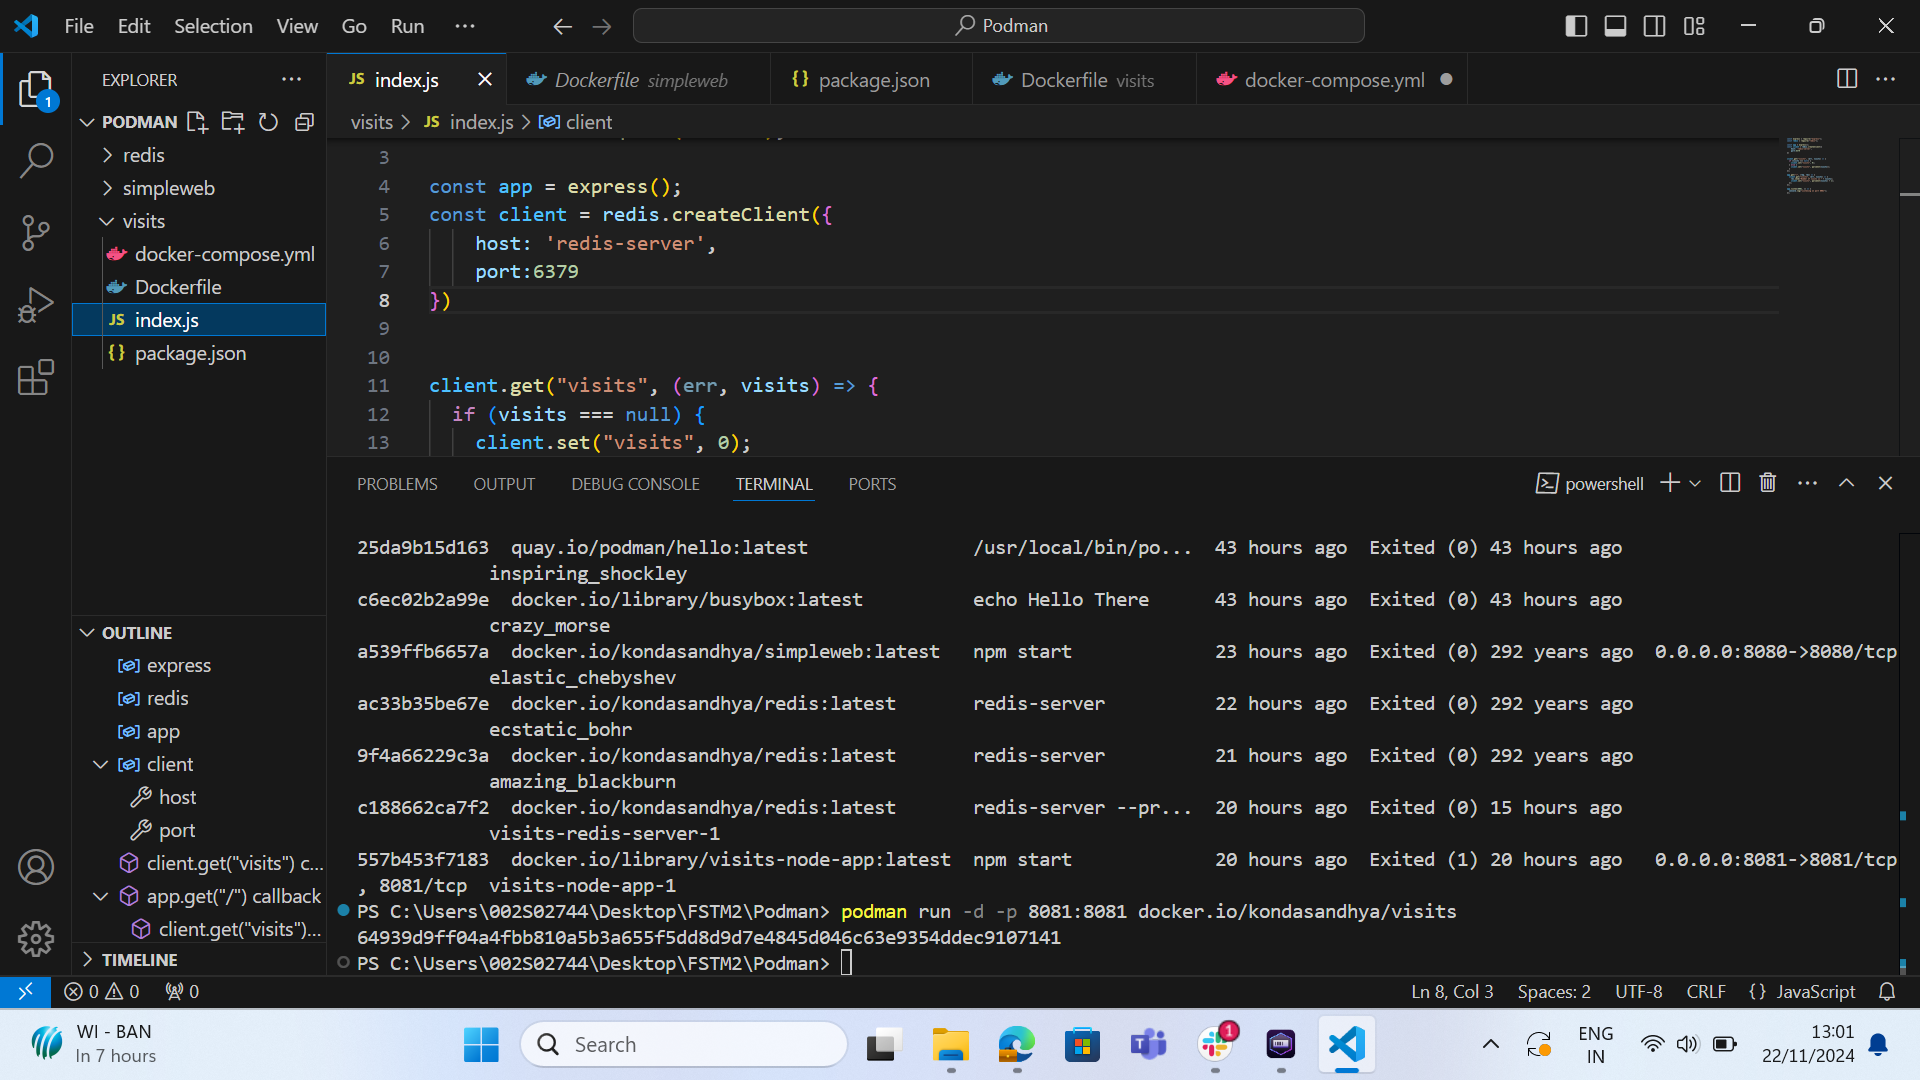 File Edit Selection View Go Run ···
Podman
EXPLORER ···
1
JS index.js
Dockerfile simpleweb
{} package.json
Dockerfile visits
docker-compose.yml
PODMAN
visits > JS index.js > client
redis
simpleweb
visits
docker-compose.yml
Dockerfile
JS index.js
{} package.json
3
4 const app = express();
5 const client = redis.createClient({
6 host: 'redis-server',
7 port:6379
8 })
9
10
11 client.get("visits", (err, visits) => {
12 if (visits === null) {
13 client.set("visits", 0);
PROBLEMS OUTPUT DEBUG CONSOLE TERMINAL PORTS
powershell
25da9b15d163 quay.io/podman/hello:latest /usr/local/bin/po... 43 hours ago Exited (0) 43 hours ago
inspiring_shockley
c6ec02b2a99e docker.io/library/busybox:latest echo Hello There 43 hours ago Exited (0) 43 hours ago
crazy_morse
a539ffb6657a docker.io/kondasandhya/simpleweb:latest npm start 23 hours ago Exited (0) 292 years ago 0.0.0.0:8080->8080/tcp
elastic_chebyshev
ac33b35be67e docker.io/kondasandhya/redis:latest redis-server 22 hours ago Exited (0) 292 years ago
ecstatic_bohr
9f4a66229c3a docker.io/kondasandhya/redis:latest redis-server 21 hours ago Exited (0) 292 years ago
amazing_blackburn
c188662ca7f2 docker.io/kondasandhya/redis:latest redis-server --pr... 20 hours ago Exited (0) 15 hours ago
visits-redis-server-1
557b453f7183 docker.io/library/visits-node-app:latest npm start 20 hours ago Exited (1) 20 hours ago 0.0.0.0:8081->8081/tcp
, 8081/tcp visits-node-app-1
PS C:\Users\002S02744\Desktop\FSTM2\Podman> podman run -d -p 8081:8081 docker.io/kondasandhya/visits
64939d9ff04a4fbb810a5b3a655f5dd8d9d7e4845d046c63e9354ddec9107141
PS C:\Users\002S02744\Desktop\FSTM2\Podman>
OUTLINE
express
redis
app
client
host
port
client.get("visits") c...
app.get("/") callback
client.get("visits")...
TIMELINE
0 0 0
Ln 8, Col 3 Spaces: 2 UTF-8 CRLF {} JavaScript
WI - BAN
In 7 hours
Search
1
ENG
IN
13:01
22/11/2024